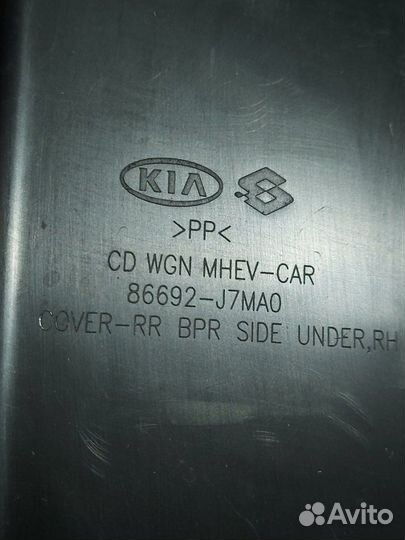 KIA
>PP<
CD WGN MHEV-CAR
86692-J7MA0
COVER-RR BPR SIDE UNDER,RH
Avito